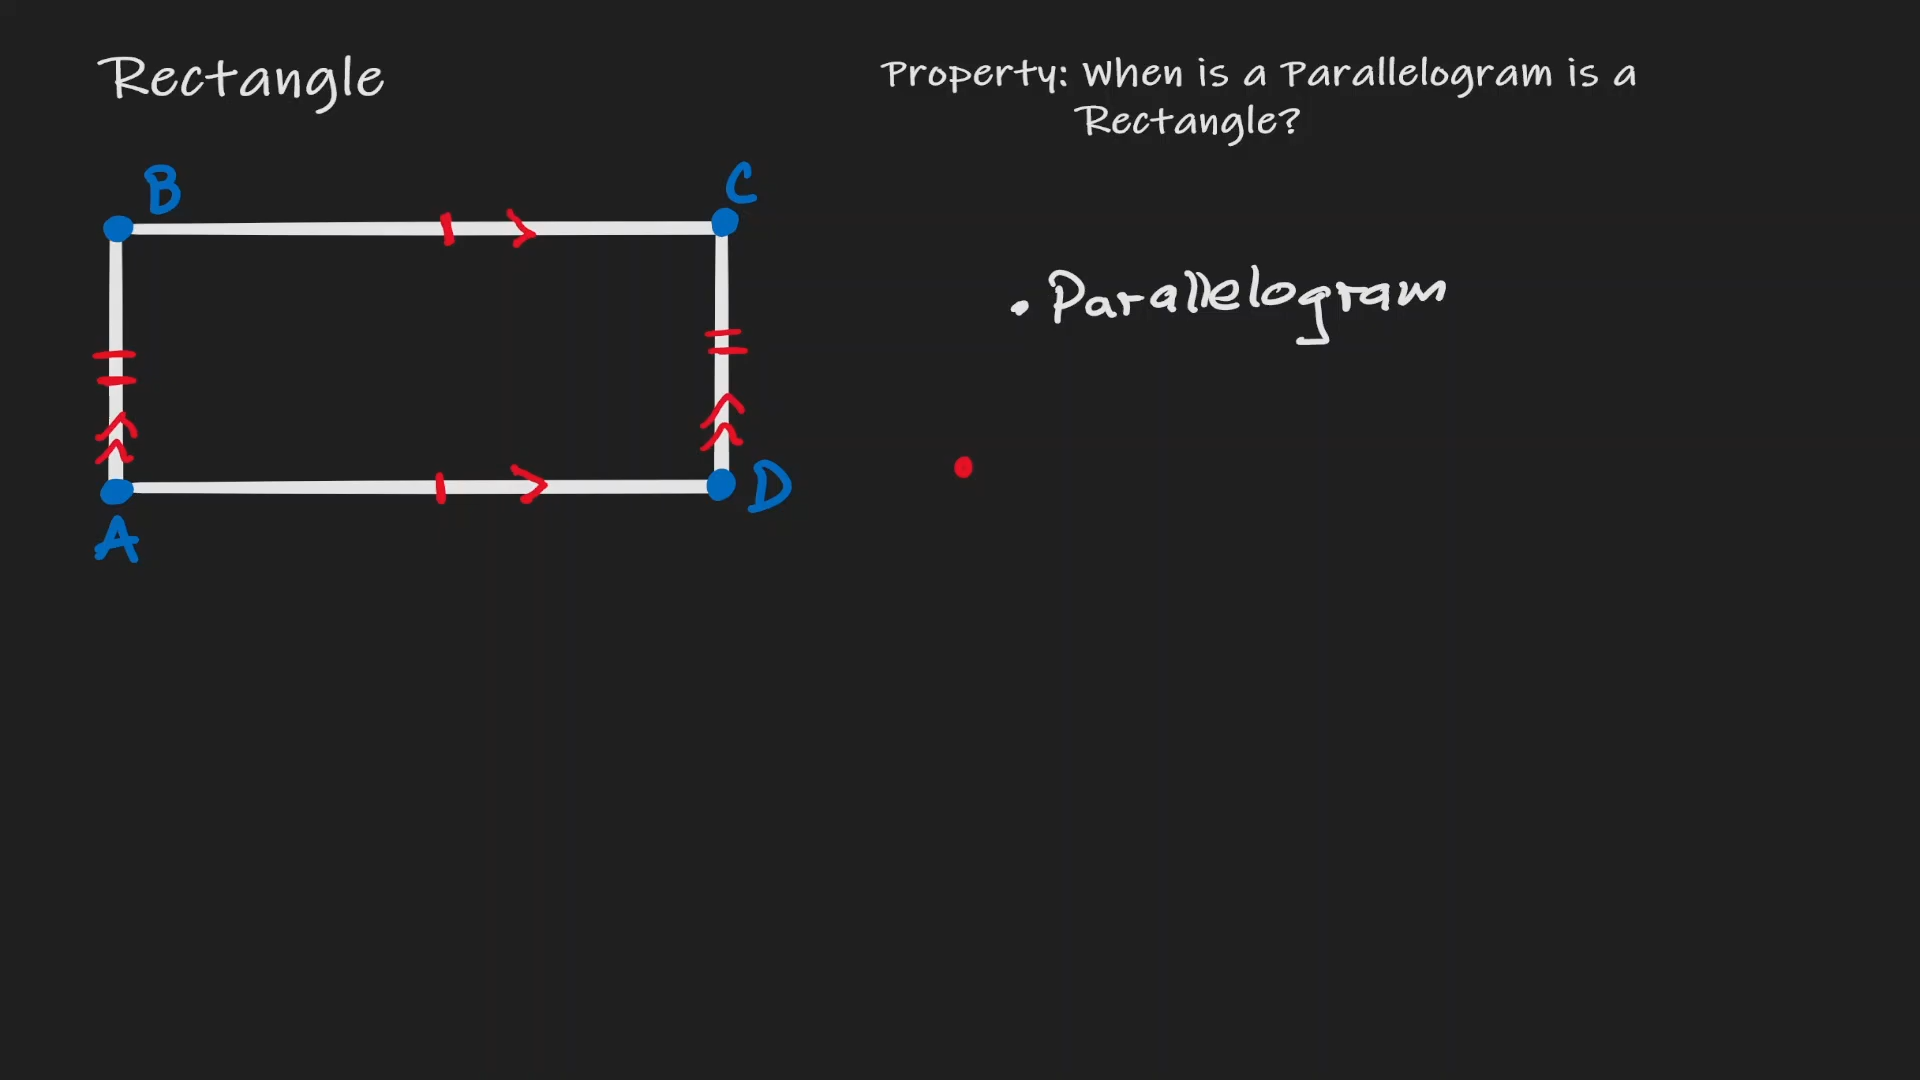 Rectangle
Property: When is a Parallelogram is a
Rectangle?
B
C
. Parallelogram
A
D